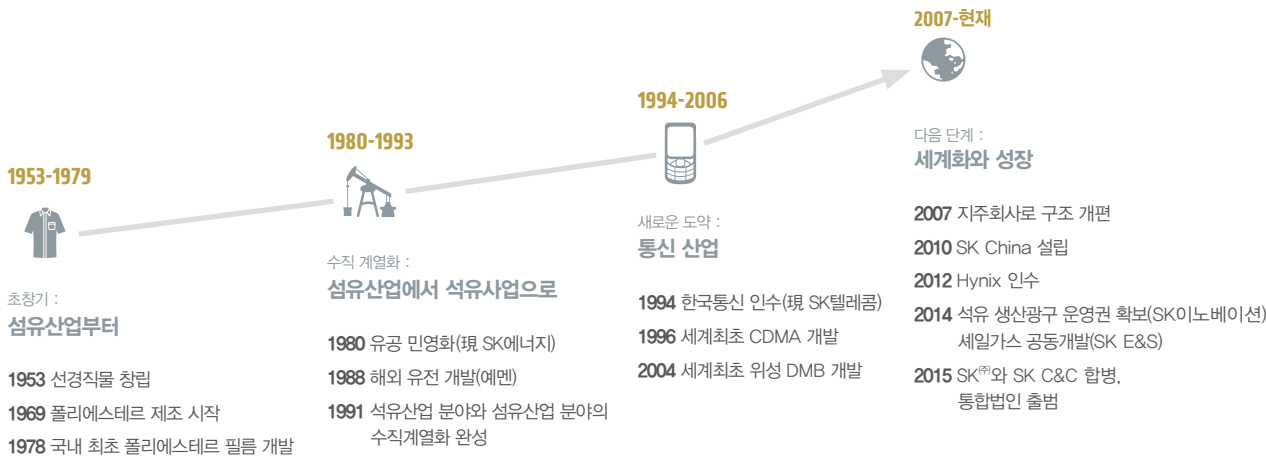 1953-1979
초창기 :
섬유산업부터
1953 선경직물 창립
1969 폴리에스테르 제조 시작
1978 국내 최초 폴리에스테르 필름 개발
1980-1993
수직 계열화 :
섬유산업에서 석유사업으로
1980 유공 민영화(現 SK에너지)
1988 해외 유전 개발(예멘)
1991 석유산업 분야와 섬유산업 분야의
수직계열화 완성
1994-2006
새로운 도약 :
통신 산업
1994 한국통신 인수(現 SK텔레콤)
1996 세계최초 CDMA 개발
2004 세계최초 위성 DMB 개발
2007-현재
다음 단계 :
세계화와 성장
2007 지주회사로 구조 개편
2010 SK China 설립
2012 Hynix 인수
2014 석유 생산광구 운영권 확보(SK이노베이션)
셰일가스 공동개발(SK E&S)
2015 SK㈜와 SK C&C 합병,
통합법인 출범